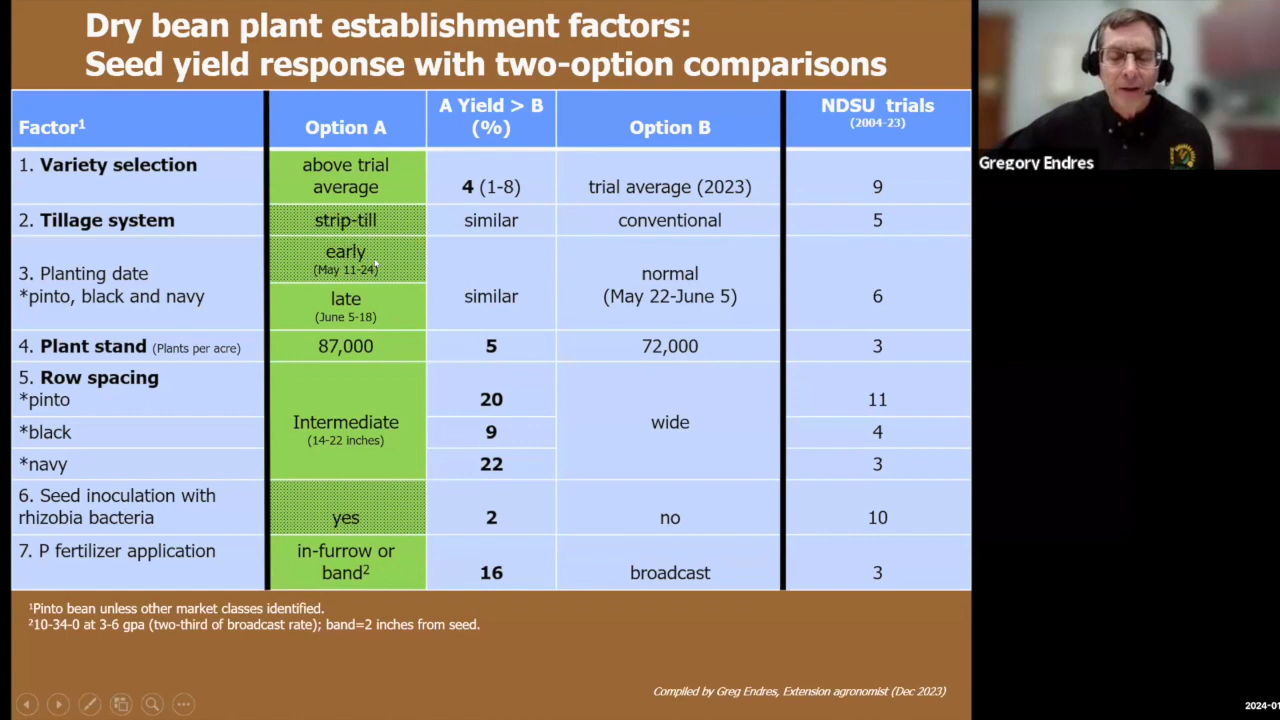 Dry bean plant establishment factors:
Seed yield response with two-option comparisons
Factor1
Option A
A Yield > B
(%)
Option B
NDSU trials
(2004-23)
1. Variety selection
above trial
average
4 (1-8)
trial average (2023)
9
2. Tillage system
strip-till
similar
conventional
5
3. Planting date
*pinto, black and navy
early
(May 11-24)
late
(June 5-18)
similar
normal
(May 22-June 5)
6
4. Plant stand (Plants per acre)
87,000
5
72,000
3
5. Row spacing
*pinto
Intermediate
(14-22 inches)
20
wide
11
*black
9
4
*navy
22
3
6. Seed inoculation with
rhizobia bacteria
yes
2
no
10
7. P fertilizer application
in-furrow or
band2
16
broadcast
3
1Pinto bean unless other market classes identified.
210-34-0 at 3-6 gpa (two-third of broadcast rate); band=2 inches from seed.
Compiled by Greg Endres, Extension agronomist (Dec 2023)
Gregory Endres
2024-01